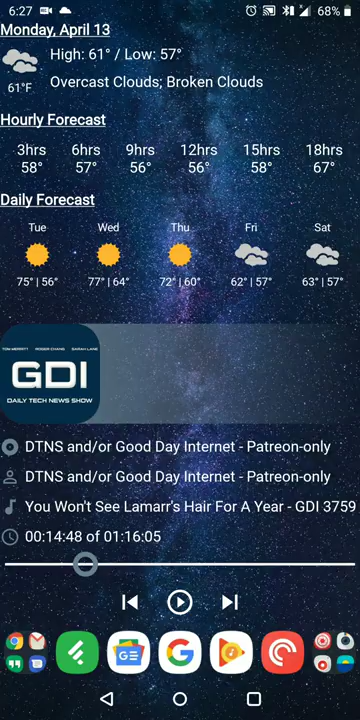 6:27
68%
Monday, April 13
High: 61° / Low: 57°
61°F
Overcast Clouds; Broken Clouds
Hourly Forecast
3hrs 6hrs 9hrs 12hrs 15hrs 18hrs
58° 57° 56° 56° 58° 67°
Daily Forecast
Tue Wed Thu Fri Sat
75° | 56° 77° | 64° 72° | 60° 62° | 57° 63° | 57°
TOM MERRITT ROGER CHANG SARAH LANE
GDI
DAILY TECH NEWS SHOW
DTNS and/or Good Day Internet - Patreon-only
DTNS and/or Good Day Internet - Patreon-only
You Won't See Lamarr's Hair For A Year - GDI 3759
00:14:48 of 01:16:05